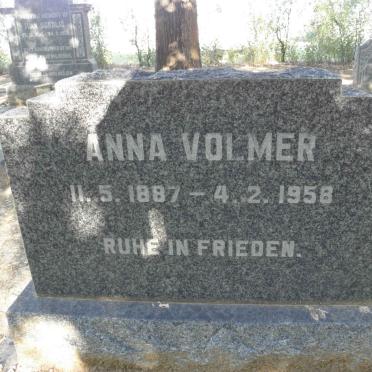 ANNA VOLMER
11. 5. 1887 – 4. 2. 1958
RUHE IN FRIEDEN.